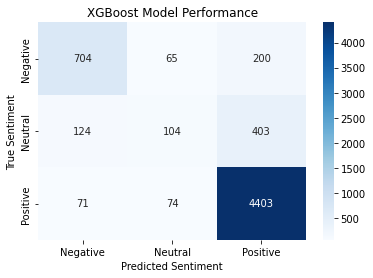 XGBoost Model Performance
True Sentiment
Negative
704 65 200
Neutral
124 104 403
Positive
71 74 4403
Negative Neutral Positive
Predicted Sentiment
4000
3500
3000
2500
2000
1500
1000
500